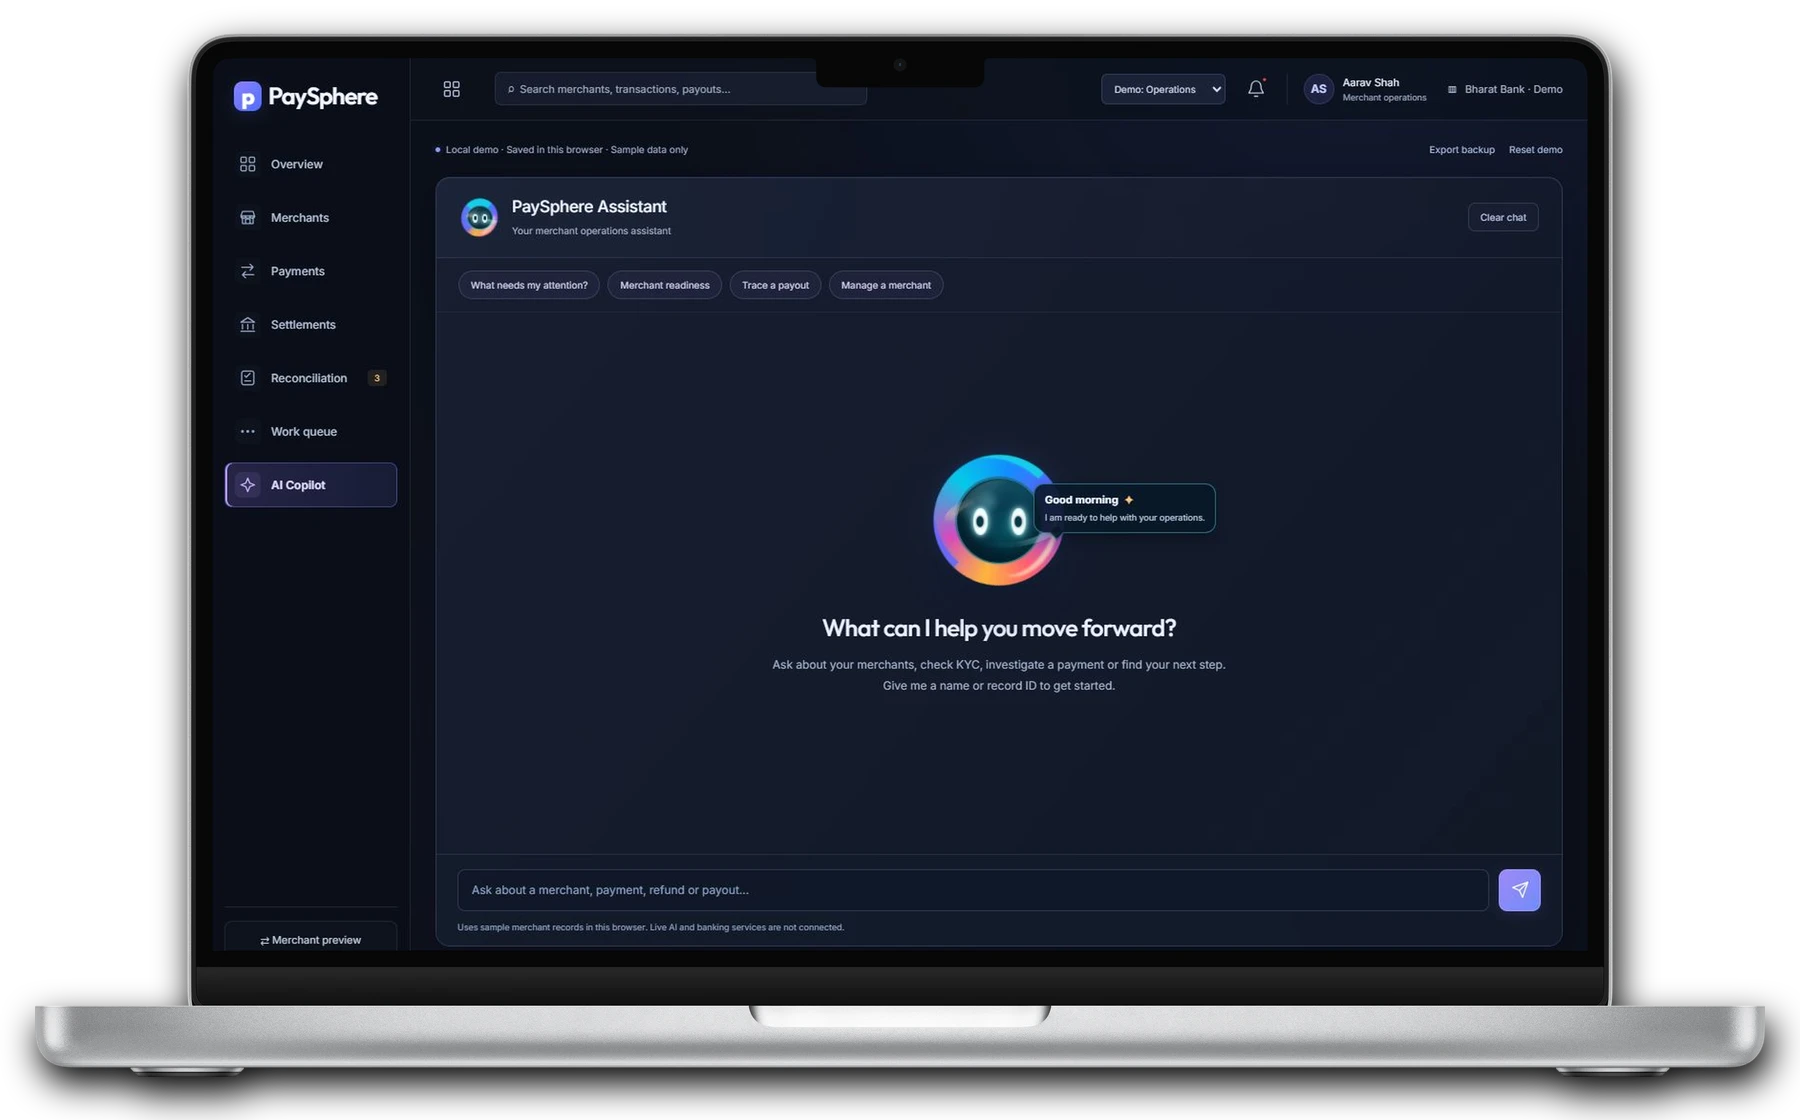 PaySphere
Search merchants, transactions, payouts...
Demo: Operations
AS
Aarav Shah
Merchant operations
Bharat Bank · Demo
Overview
Merchants
Payments
Settlements
Reconciliation 3
Work queue
AI Copilot
Merchant preview
Local demo · Saved in this browser · Sample data only
Export backup
Reset demo
PaySphere Assistant
Your merchant operations assistant
Clear chat
What needs my attention?
Merchant readiness
Trace a payout
Manage a merchant
Good morning
I am ready to help with your operations.
What can I help you move forward?
Ask about your merchants, check KYC, investigate a payment or find your next step.
Give me a name or record ID to get started.
Ask about a merchant, payment, refund or payout...
Uses sample merchant records in this browser. Live AI and banking services are not connected.